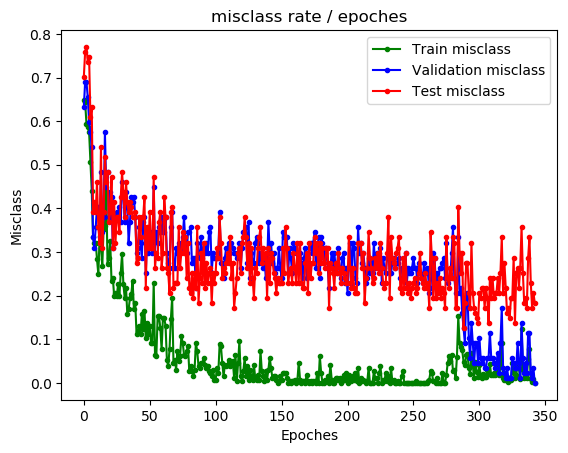 misclass rate / epoches
Train misclass
Validation misclass
Test misclass
Misclass
0.8
0.7
0.6
0.5
0.4
0.3
0.2
0.1
0.0
0 50 100 150 200 250 300 350
Epoches